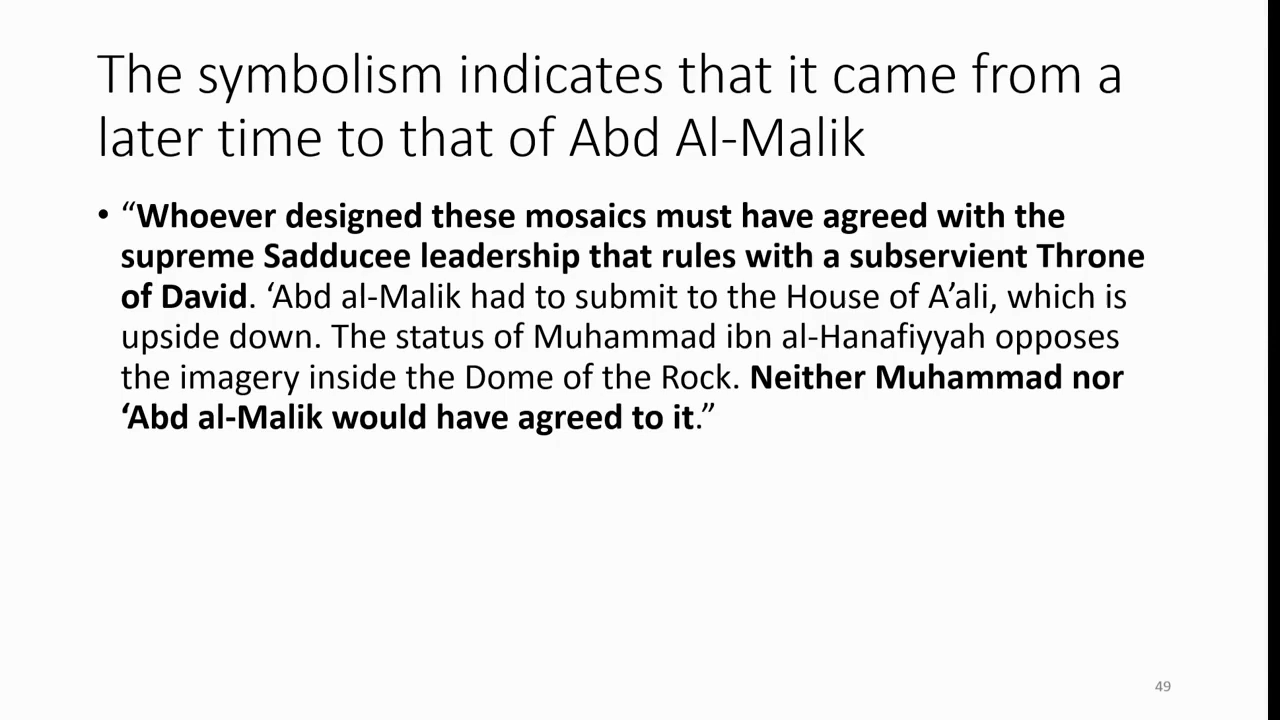 The symbolism indicates that it came from a
later time to that of Abd Al-Malik
• “Whoever designed these mosaics must have agreed with the
supreme Sadducee leadership that rules with a subservient Throne
of David. ‘Abd al-Malik had to submit to the House of A’ali, which is
upside down. The status of Muhammad ibn al-Hanafiyyah opposes
the imagery inside the Dome of the Rock. Neither Muhammad nor
‘Abd al-Malik would have agreed to it.”
49